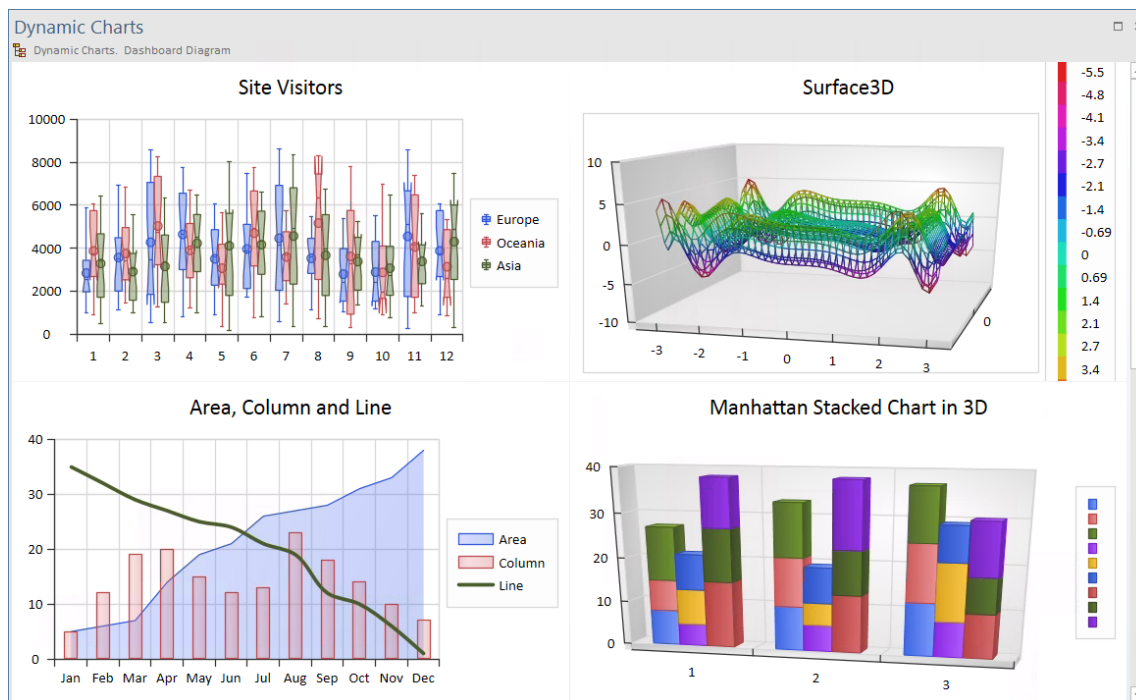 Dynamic Charts
Dynamic Charts. Dashboard Diagram
Site Visitors
10000
8000
6000
4000
2000
0
1 2 3 4 5 6 7 8 9 10 11 12
Europe
Oceania
Asia
Surface3D
10
5
0
-5
-10
-3 -2 -1 0 1 2 3
0
-5.5
-4.8
-4.1
-3.4
-2.7
-2.1
-1.4
-0.69
0
0.69
1.4
2.1
2.7
3.4
Area, Column and Line
40
30
20
10
0
Jan Feb Mar Apr May Jun Jul Aug Sep Oct Nov Dec
Area
Column
Line
Manhattan Stacked Chart in 3D
40
30
20
10
0
1 2 3